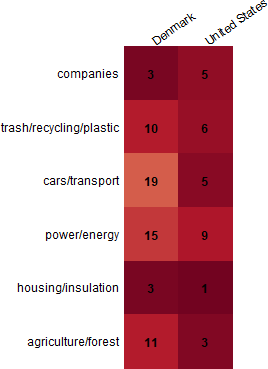 Denmark United States
companies 3 5
trash/recycling/plastic 10 6
cars/transport 19 5
power/energy 15 9
housing/insulation 3 1
agriculture/forest 11 3